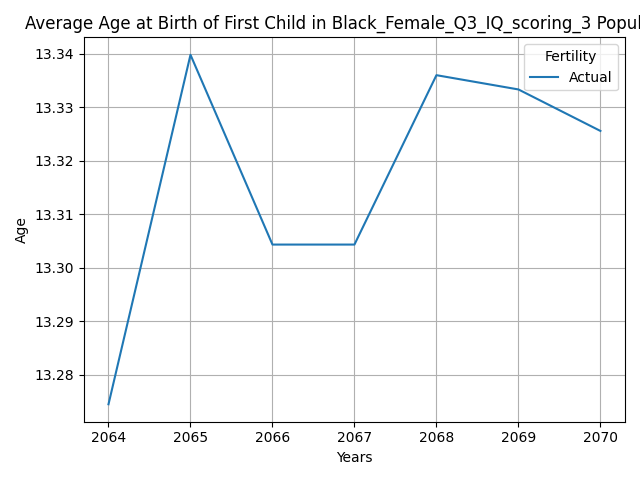 Average Age at Birth of First Child in Black_Female_Q3_IQ_scoring_3 Popul
Fertility
Actual
13.34
13.33
13.32
13.31
13.30
13.29
13.28
Age
2064 2065 2066 2067 2068 2069 2070
Years